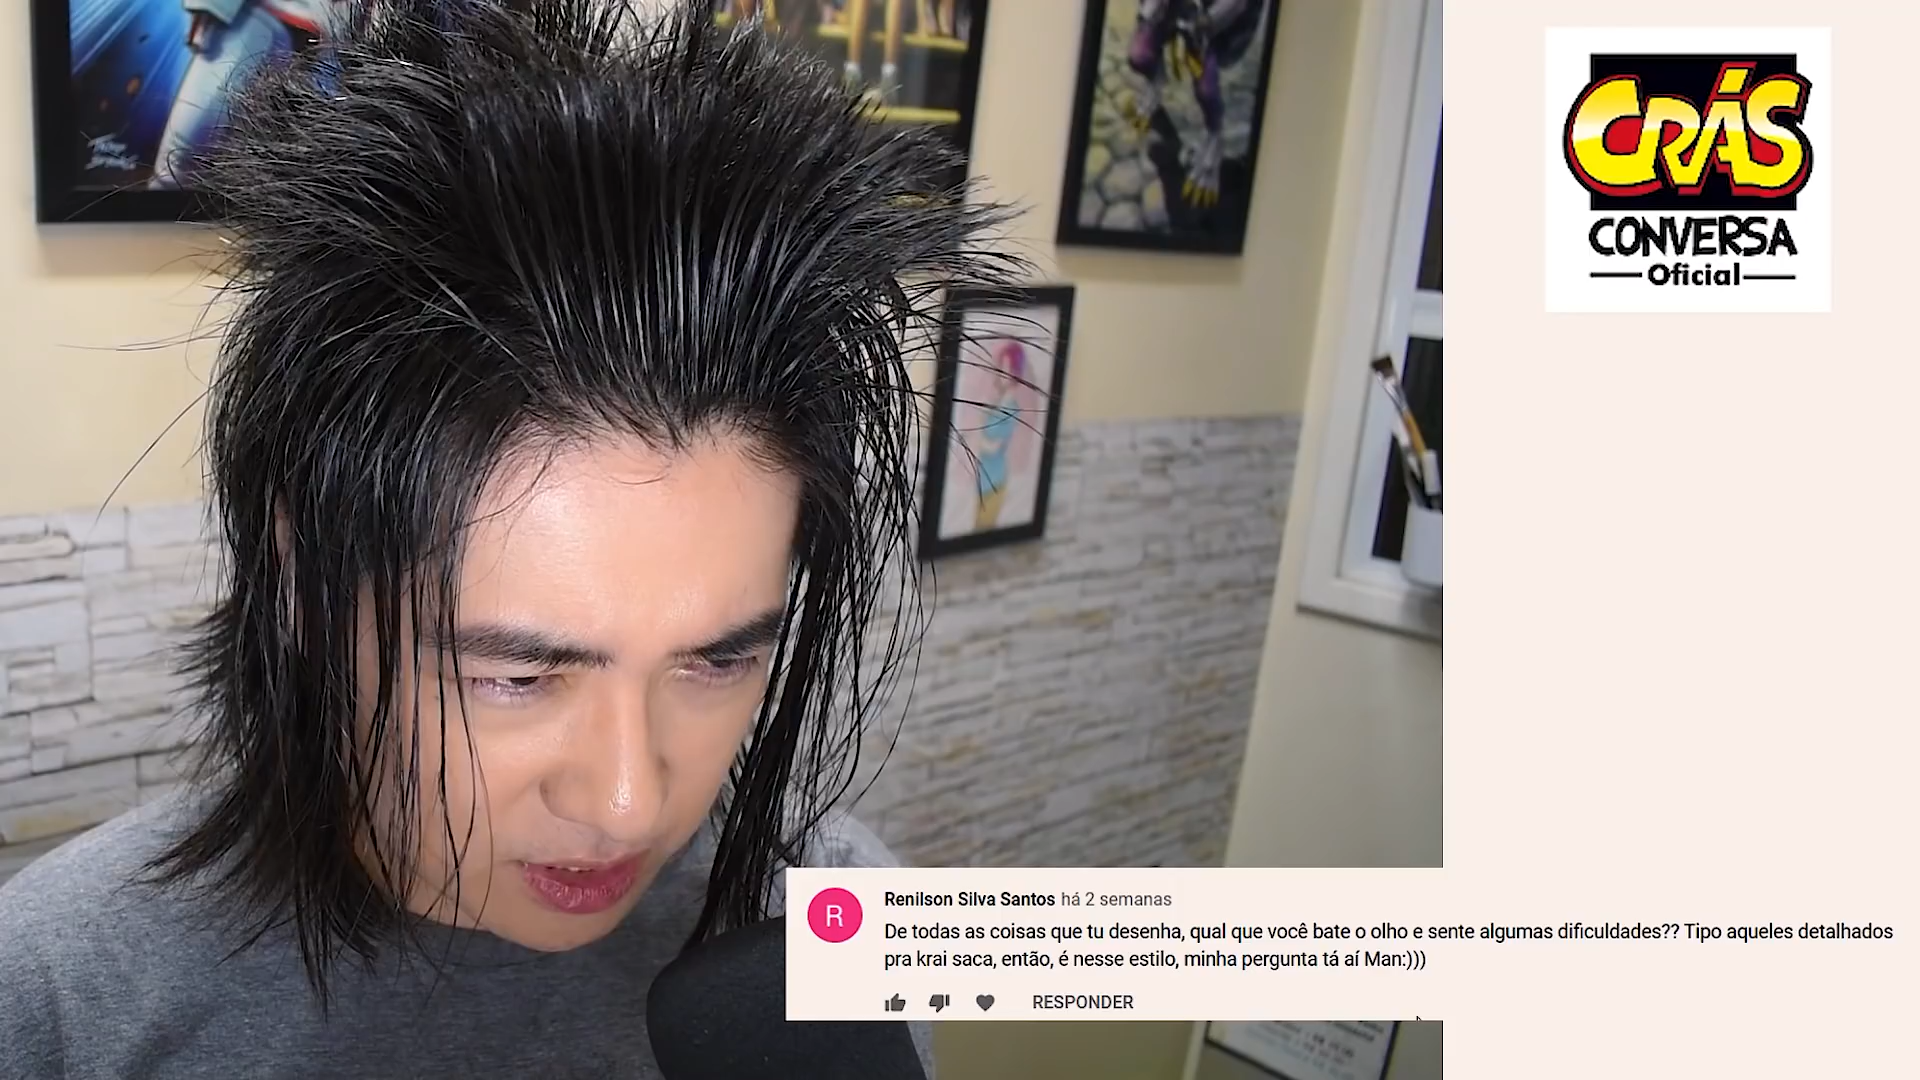 CRÁS
CONVERSA
Oficial
R
Renilson Silva Santos há 2 semanas
De todas as coisas que tu desenha, qual que você bate o olho e sente algumas dificuldades?? Tipo aqueles detalhados
pra krai saca, então, é nesse estilo, minha pergunta tá aí Man:)))
RESPONDER